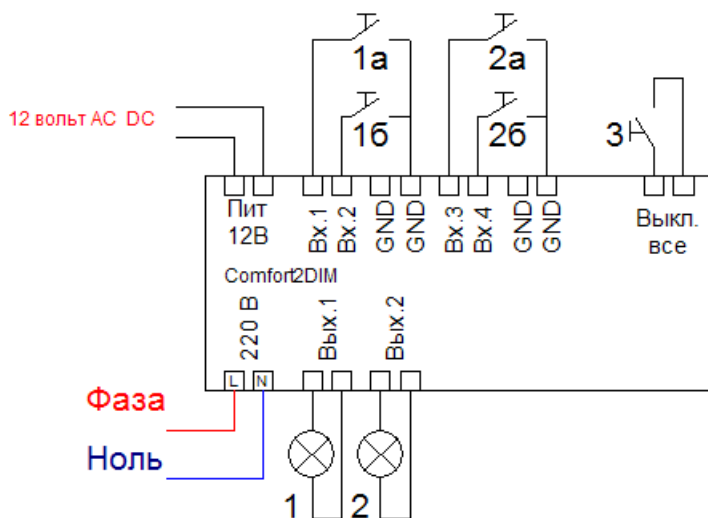 1а
2а
12 вольт AC DC
1б
2б
3
Пит
12В
Вх.1
Вх.2
GND
GND
Вх.3
Вх.4
GND
GND
Выкл.
все
Comfort2DIM
220 В
Вых.1
Вых.2
L
N
Фаза
Ноль
1
2